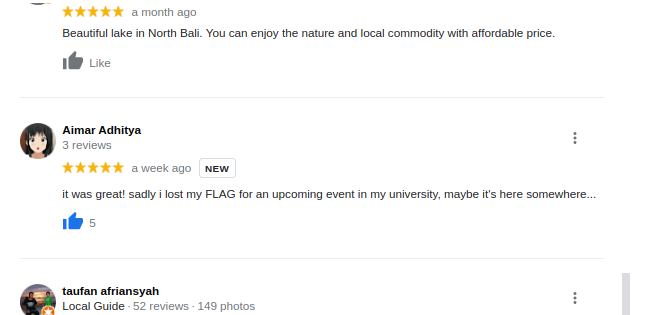 a month ago
Beautiful lake in North Bali. You can enjoy the nature and local commodity with affordable price.
Like
Aimar Adhitya
3 reviews
a week ago NEW
it was great! sadly i lost my FLAG for an upcoming event in my university, maybe it's here somewhere...
5
taufan afriansyah
Local Guide · 52 reviews · 149 photos